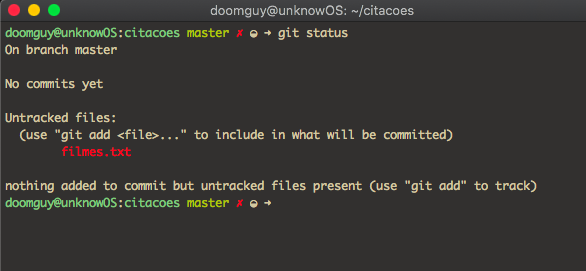 doomguy@unknowOS: ~/citacoes
doomguy@unknowOS:citacoes master ✗ ◒ ➜ git status
On branch master
No commits yet
Untracked files:
(use "git add <file>..." to include in what will be committed)
filmes.txt
nothing added to commit but untracked files present (use "git add" to track)
doomguy@unknowOS:citacoes master ✗ ◒ ➜